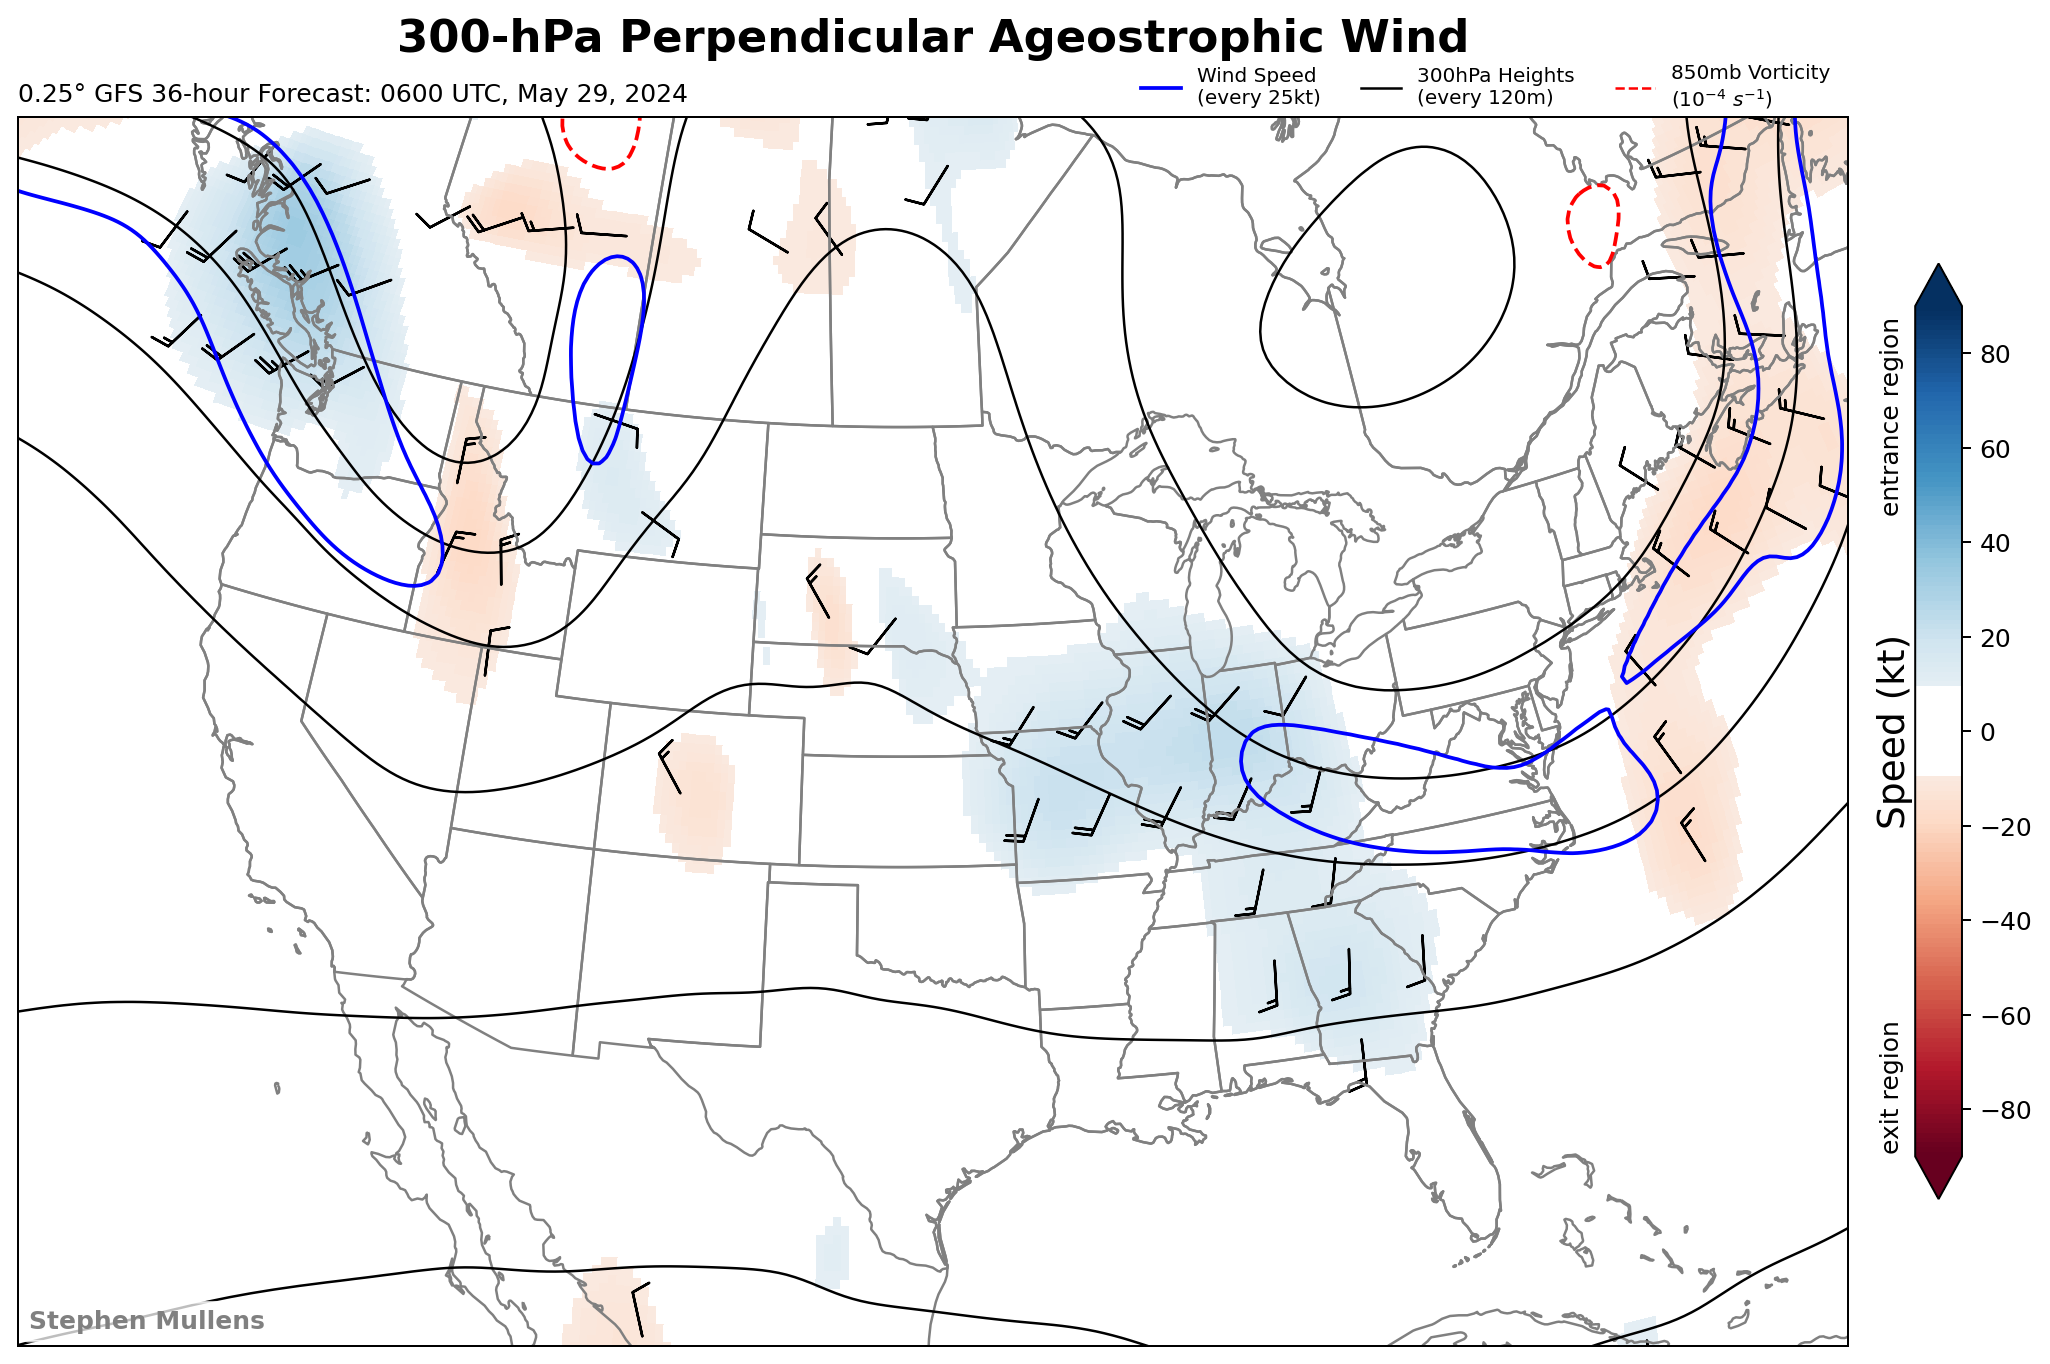 300-hPa Perpendicular Ageostrophic Wind
0.25° GFS 36-hour Forecast: 0600 UTC, May 29, 2024
Wind Speed
(every 25kt)
300hPa Heights
(every 120m)
850mb Vorticity
(10⁻⁴ s⁻¹)
entrance region
Speed (kt)
exit region
80
60
40
20
0
−20
−40
−60
−80
Stephen Mullens